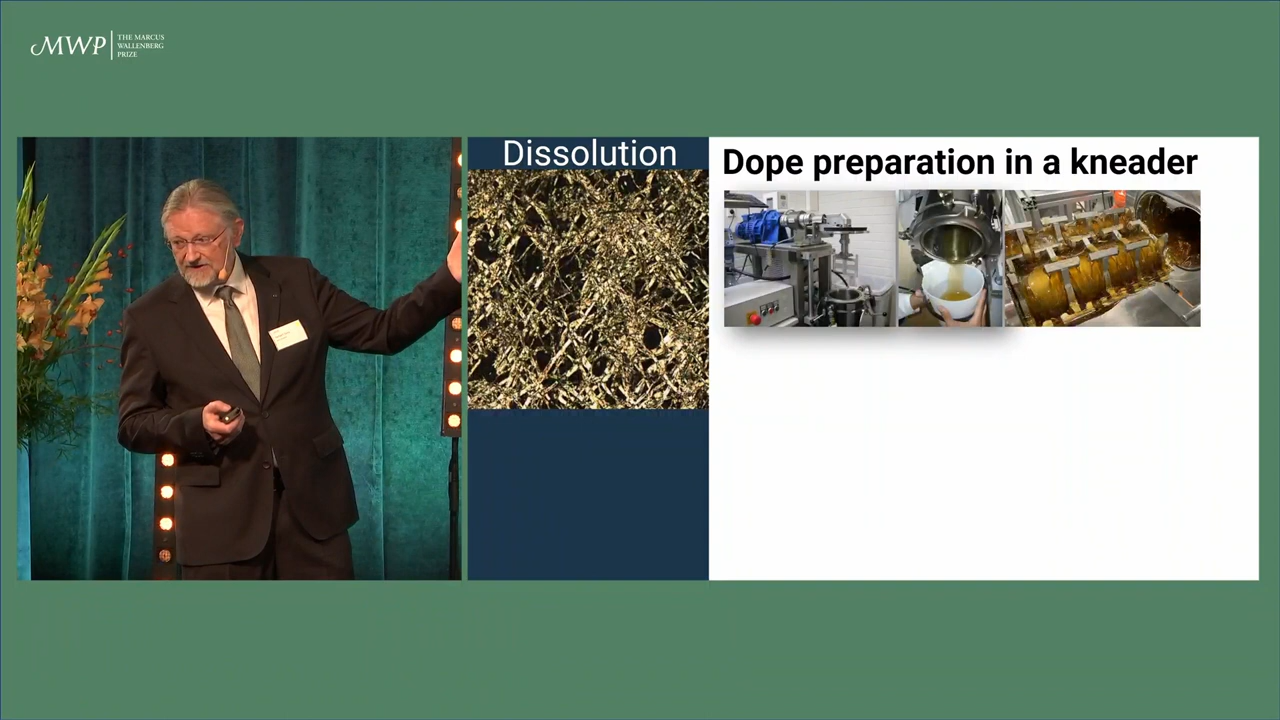 MWP
THE MARCUS
WALLENBERG
PRIZE
Dissolution
Dope preparation in a kneader